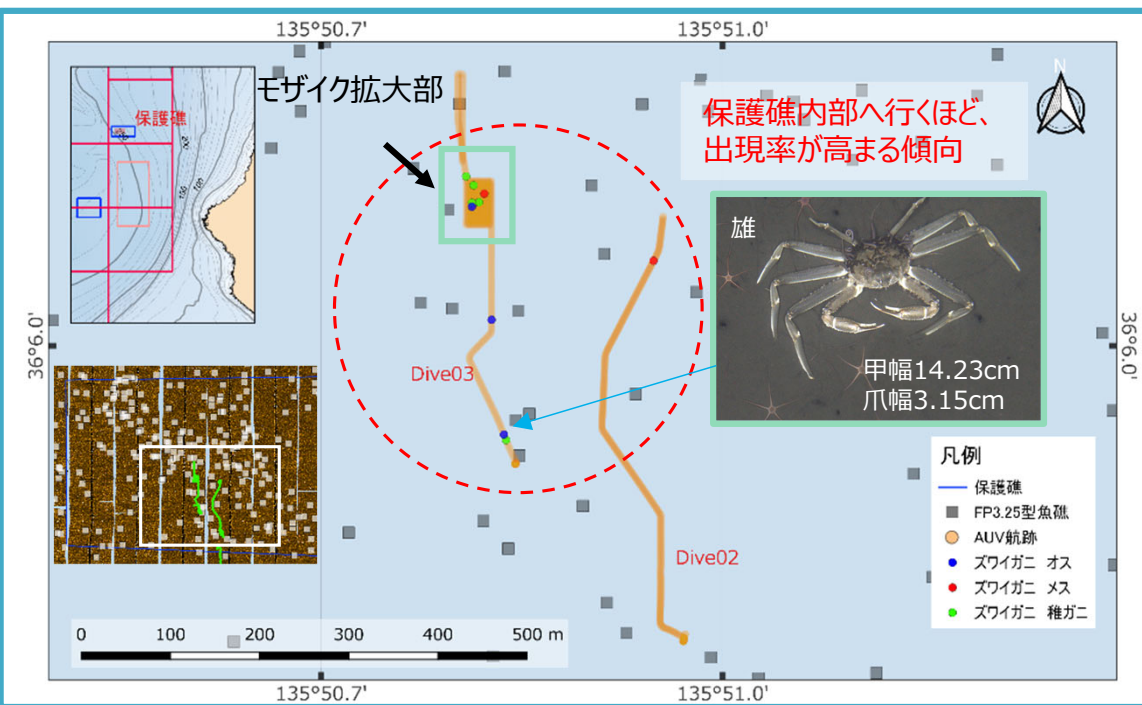 135°50.7'
135°51.0'
モザイク拡大部
N
保護礁内部へ行くほど、
出現率が高まる傾向
保護礁
200
150
100
雄
甲幅14.23cm
爪幅3.15cm
36°6.0'
36°6.0'
Dive03
Dive02
凡例
保護礁
FP3.25型魚礁
AUV航跡
ズワイガニ オス
ズワイガニ メス
ズワイガニ 稚ガニ
0 100 200 300 400 500 m
135°50.7'
135°51.0'